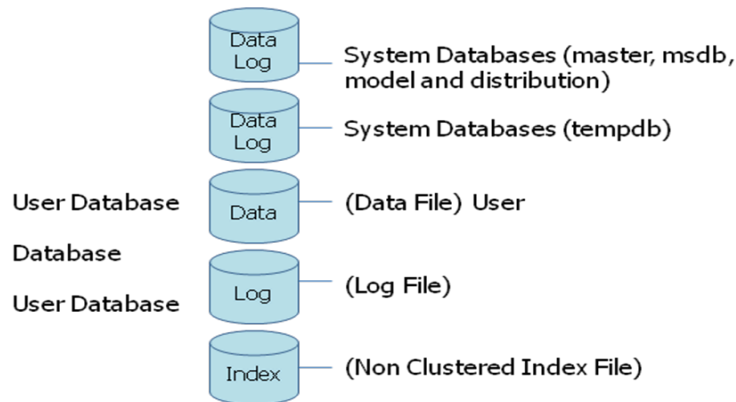 Data
Log
System Databases (master, msdb,
model and distribution)
Data
Log
System Databases (tempdb)
User Database
Data
(Data File) User
Database
User Database
Log
(Log File)
Index
(Non Clustered Index File)